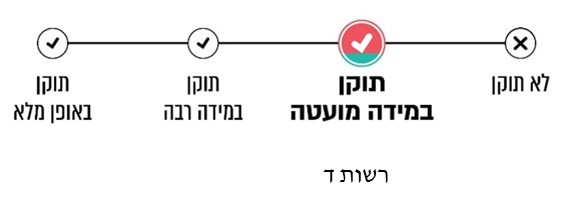 לא תוקן
תוקן
במידה מועטה
תוקן
במידה רבה
תוקן
באופן מלא
רשות ד